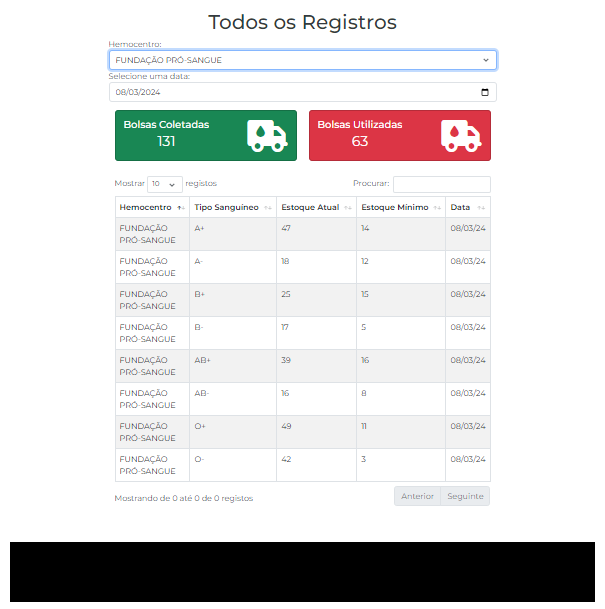 Todos os Registros
Hemocentro:
FUNDAÇÃO PRÓ-SANGUE
Selecione uma data:
08/03/2024
Bolsas Coletadas
131
Bolsas Utilizadas
63
Mostrar 10 registos
Procurar:
Hemocentro Tipo Sanguíneo Estoque Atual Estoque Mínimo Data
FUNDAÇÃO PRÓ-SANGUE A+ 47 14 08/03/24
FUNDAÇÃO PRÓ-SANGUE A- 18 12 08/03/24
FUNDAÇÃO PRÓ-SANGUE B+ 25 15 08/03/24
FUNDAÇÃO PRÓ-SANGUE B- 17 5 08/03/24
FUNDAÇÃO PRÓ-SANGUE AB+ 39 16 08/03/24
FUNDAÇÃO PRÓ-SANGUE AB- 16 8 08/03/24
FUNDAÇÃO PRÓ-SANGUE O+ 49 11 08/03/24
FUNDAÇÃO PRÓ-SANGUE O- 42 3 08/03/24
Mostrando de 0 até 0 de 0 registos
Anterior Seguinte